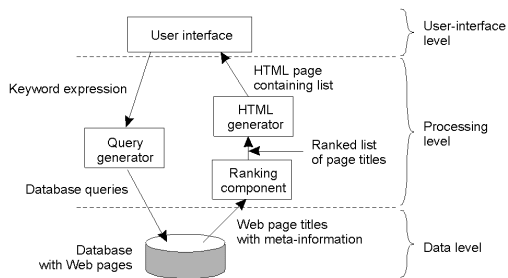 User interface
User-interface
level
HTML page
containing list
Keyword expression
HTML
generator
Processing
level
Query
generator
Ranked list
of page titles
Ranking
component
Database queries
Web page titles
with meta-information
Database
with Web pages
Data level